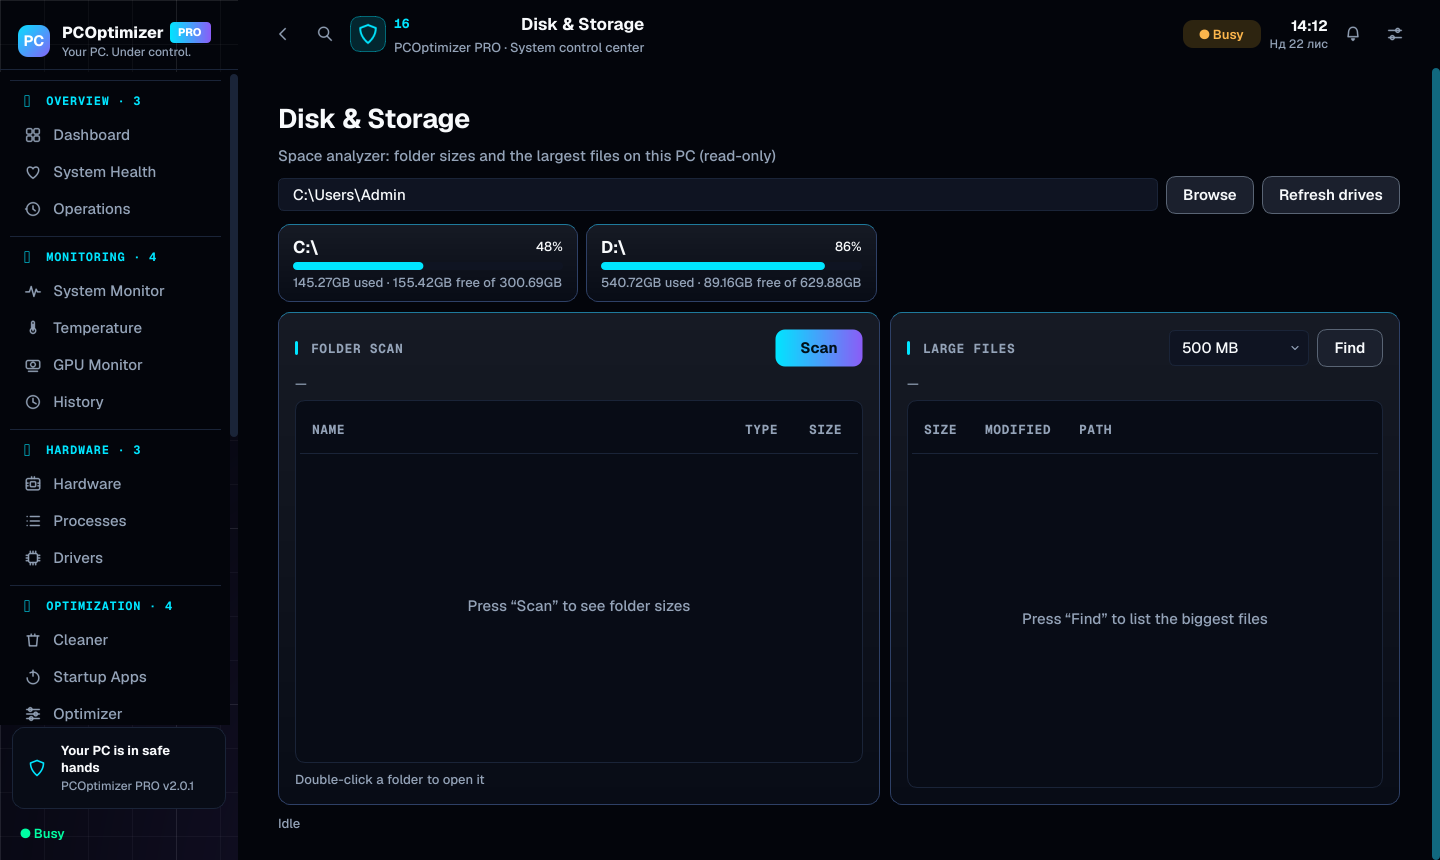 PC PCOptimizer PRO
Your PC. Under control.
OVERVIEW · 3
Dashboard
System Health
Operations
MONITORING · 4
System Monitor
Temperature
GPU Monitor
History
HARDWARE · 3
Hardware
Processes
Drivers
OPTIMIZATION · 4
Cleaner
Startup Apps
Optimizer
Your PC is in safe
hands
PCOptimizer PRO v2.0.1
Busy
16 Disk & Storage
PCOptimizer PRO · System control center
Busy
14:12
Нд 22 лис
Disk & Storage
Space analyzer: folder sizes and the largest files on this PC (read-only)
C:\Users\Admin
Browse
Refresh drives
C:\ 48%
145.27GB used · 155.42GB free of 300.69GB
D:\ 86%
540.72GB used · 89.16GB free of 629.88GB
FOLDER SCAN
Scan
—
NAME TYPE SIZE
Press “Scan” to see folder sizes
Double-click a folder to open it
LARGE FILES
500 MB
Find
—
SIZE MODIFIED PATH
Press “Find” to list the biggest files
Idle